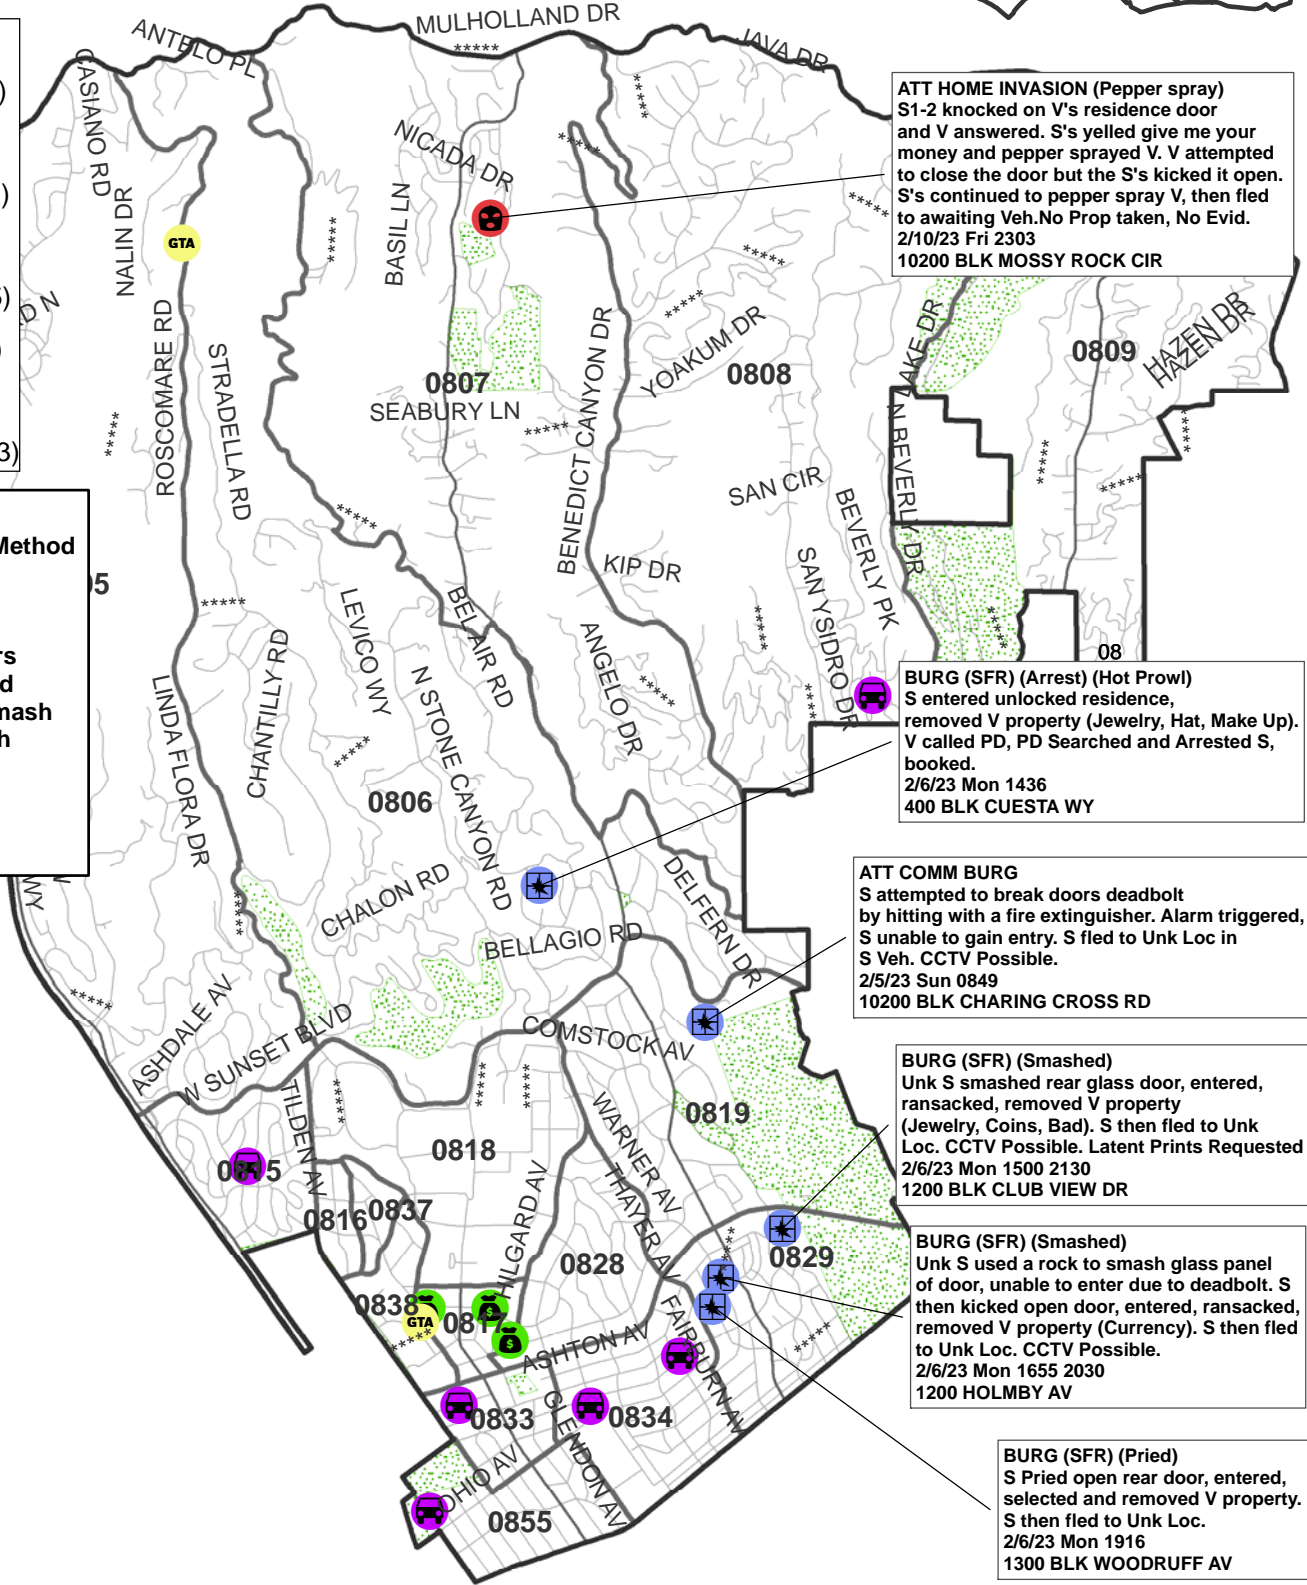 MULHOLLAND DR
*****
ANTELO PL
JAVA DR
CASIANO RD
)
ATT HOME INVASION (Pepper spray)
S1-2 knocked on V's residence door
and V answered. S's yelled give me your
money and pepper sprayed V. V attempted
to close the door but the S's kicked it open.
S's continued to pepper spray V, then fled
to awaiting Veh.No Prop taken, No Evid.
2/10/23 Fri 2303
10200 BLK MOSSY ROCK CIR
*****
*****
NICADA DR
NALIN DR
BASIL LN
*****
*****
*****
*****
)
)
)
3)
GTA
D N
ROSCOMARE RD
STRADELLA RD
0807
SEABURY LN
*****
BENEDICT CANYON DR
YOAKUM DR
0808
AKE DR
0809
HAZEN DR
HAZEN DR
*****
*****
*****
*****
*****
SAN CIR
BEVERLY PK
N BEVERLY DR
Method
rs
d
mash
h
05
*****
LEVICO WY
BEL AIR RD
KIP DR
SAN YSIDRO DR
*****
*****
*****
*****
08
LINDA FLORA DR
CHANTILLY RD
N STONE CANYON RD
ANGELO DR
*****
BURG (SFR) (Arrest) (Hot Prowl)
S entered unlocked residence,
removed V property (Jewelry, Hat, Make Up).
V called PD, PD Searched and Arrested S,
booked.
2/6/23 Mon 1436
400 BLK CUESTA WY
0806
WY
CHALON RD
*****
BELLAGIO RD
DELFERN DR
ATT COMM BURG
S attempted to break doors deadbolt
by hitting with a fire extinguisher. Alarm triggered,
S unable to gain entry. S fled to Unk Loc in
S Veh. CCTV Possible.
2/5/23 Sun 0849
10200 BLK CHARING CROSS RD
*****
ASHDALE AV
W SUNSET BLVD
COMSTOCK AV
BURG (SFR) (Smashed)
Unk S smashed rear glass door, entered,
ransacked, removed V property
(Jewelry, Coins, Bad). S then fled to Unk
Loc. CCTV Possible. Latent Prints Requested
2/6/23 Mon 1500 2130
1200 BLK CLUB VIEW DR
TILDEN AV
*****
*****
*****
WARNER AV
0819
0818
0815
THAYER AV
0816
0837
HILGARD AV
*****
0829
0828
BURG (SFR) (Smashed)
Unk S used a rock to smash glass panel
of door, unable to enter due to deadbolt. S
then kicked open door, entered, ransacked,
removed V property (Currency). S then fled
to Unk Loc. CCTV Possible.
2/6/23 Mon 1655 2030
1200 HOLMBY AV
0838
GTA
0817
$
$
*****
ASHTON AV
FAIRBURN AV
*****
0833
0834
GLENDON AV
OHIO AV
0855
BURG (SFR) (Pried)
S Pried open rear door, entered,
selected and removed V property.
S then fled to Unk Loc.
2/6/23 Mon 1916
1300 BLK WOODRUFF AV